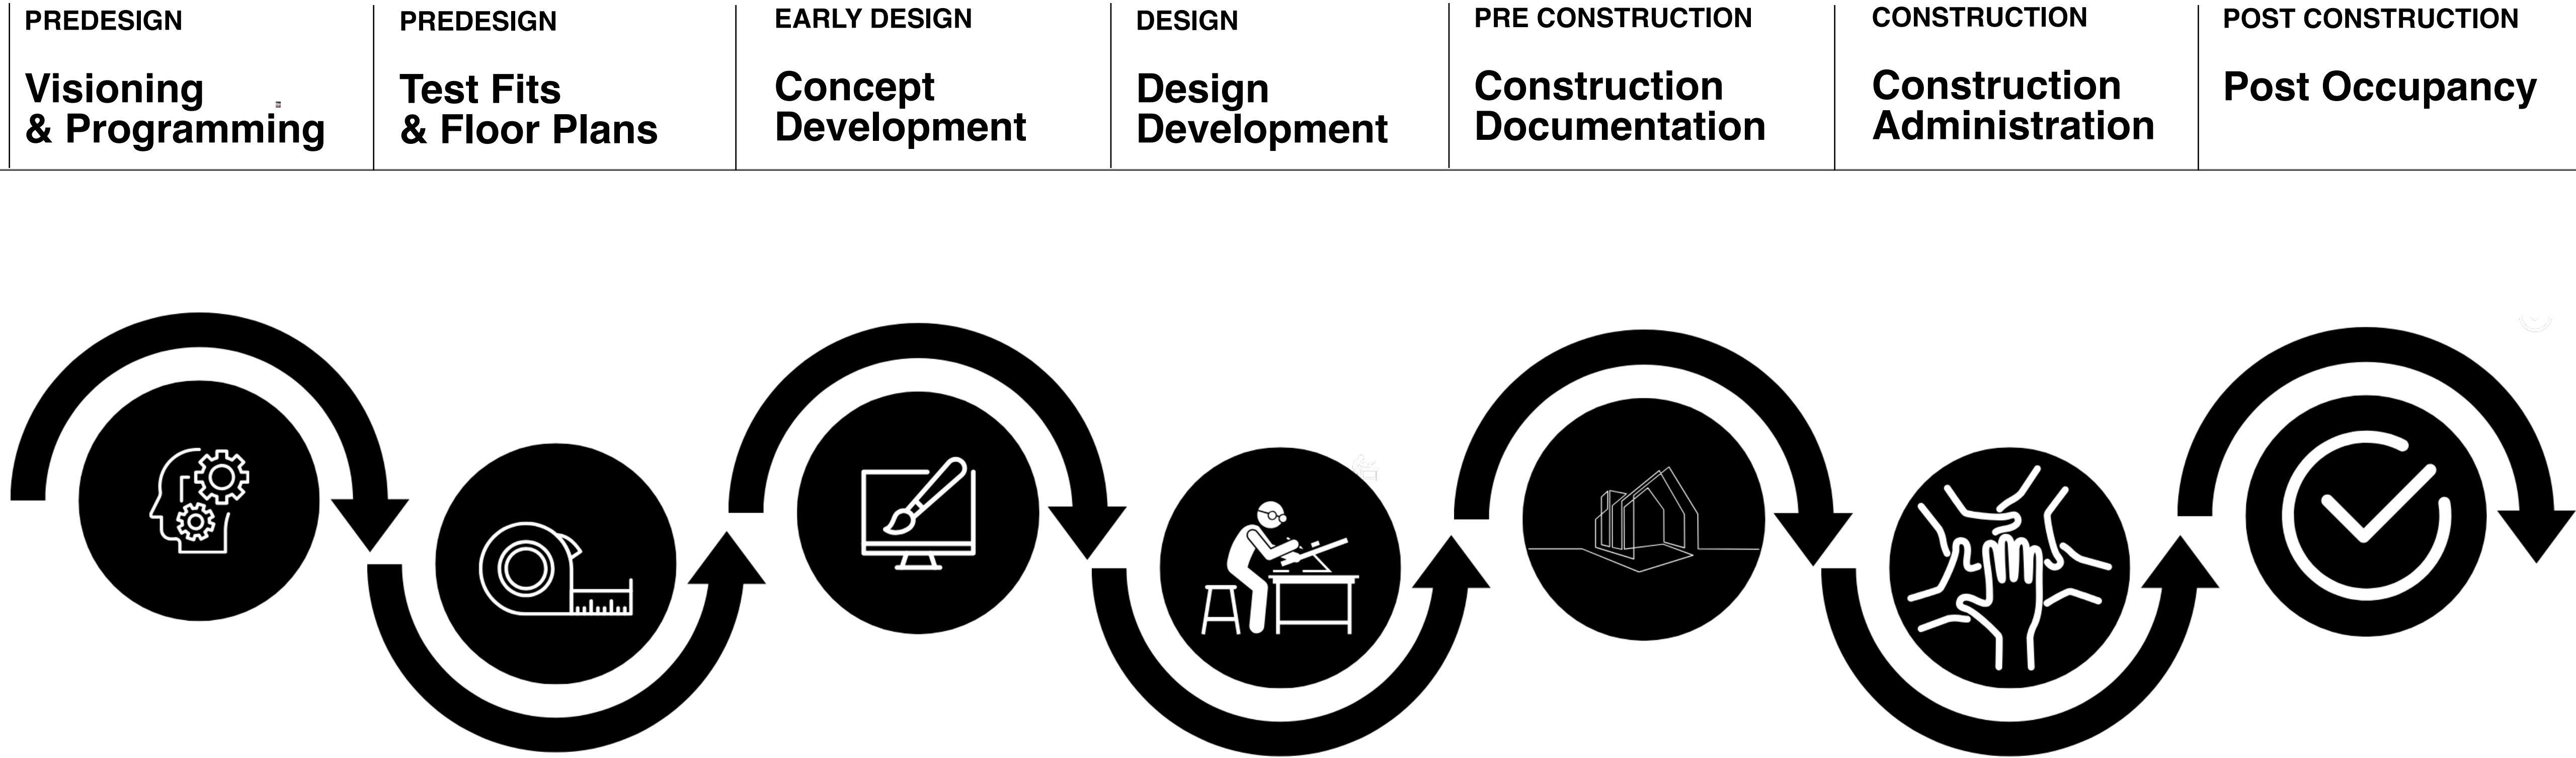 PREDESIGN
Visioning
& Programming
PREDESIGN
Test Fits
& Floor Plans
EARLY DESIGN
Concept
Development
DESIGN
Design
Development
PRE CONSTRUCTION
Construction
Documentation
CONSTRUCTION
Construction
Administration
POST CONSTRUCTION
Post Occupancy